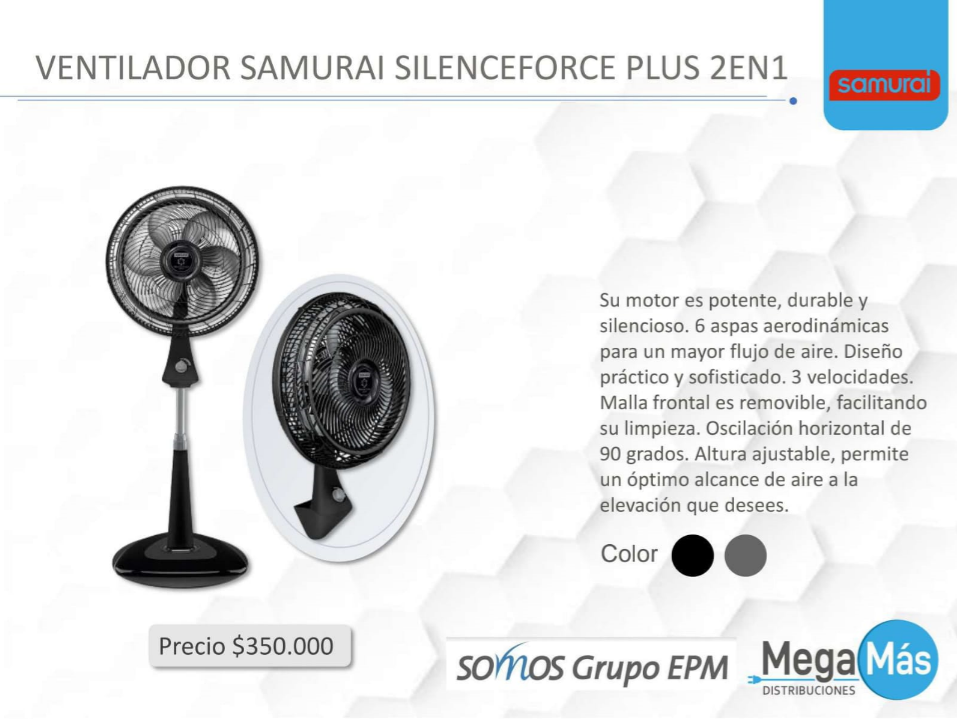 VENTILADOR SAMURAI SILENCEFORCE PLUS 2EN1
samurai
Su motor es potente, durable y
silencioso. 6 aspas aerodinámicas
para un mayor flujo de aire. Diseño
práctico y sofisticado. 3 velocidades.
Malla frontal es removible, facilitando
su limpieza. Oscilación horizontal de
90 grados. Altura ajustable, permite
un óptimo alcance de aire a la
elevación que desees.
Color
Precio $350.000
somos Grupo EPM
Mega Más
DISTRIBUCIONES